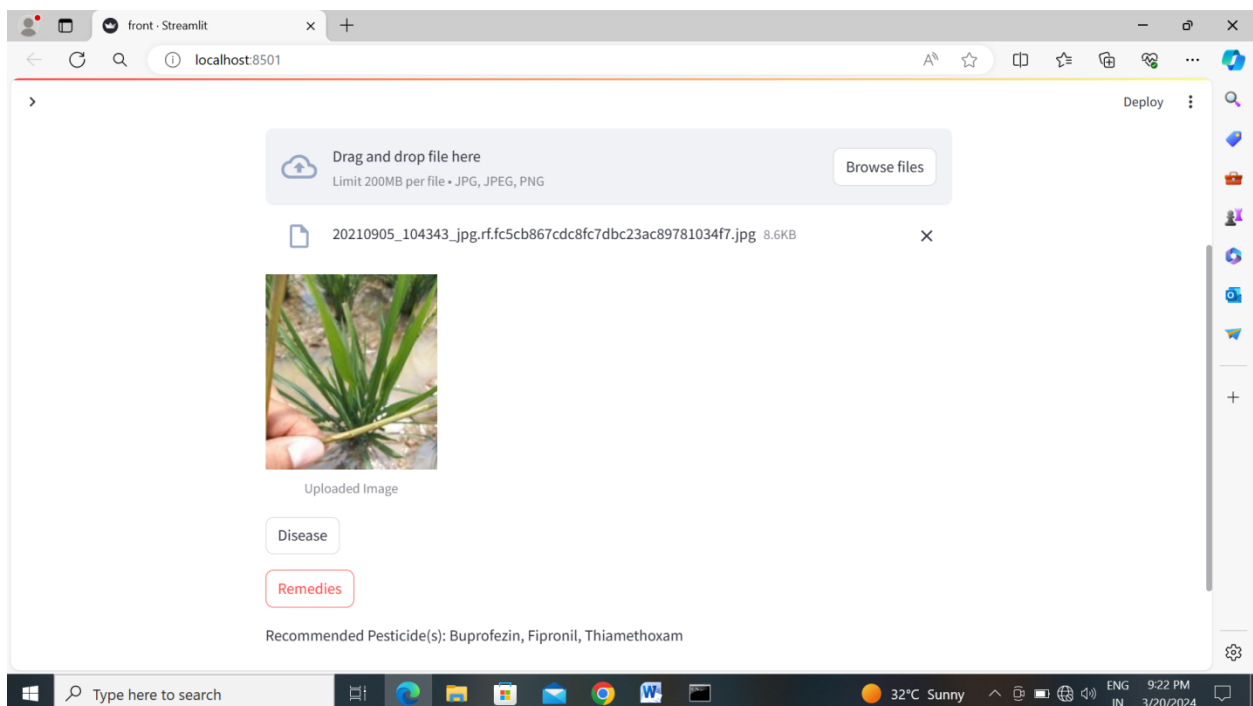 front · Streamlit
localhost:8501
Deploy
Drag and drop file here
Limit 200MB per file • JPG, JPEG, PNG
Browse files
20210905_104343_jpg.rf.fc5cb867cdc8fc7dbc23ac89781034f7.jpg 8.6KB
Uploaded Image
Disease
Remedies
Recommended Pesticide(s): Buprofezin, Fipronil, Thiamethoxam
Type here to search
32°C Sunny
ENG
IN
9:22 PM
3/20/2024